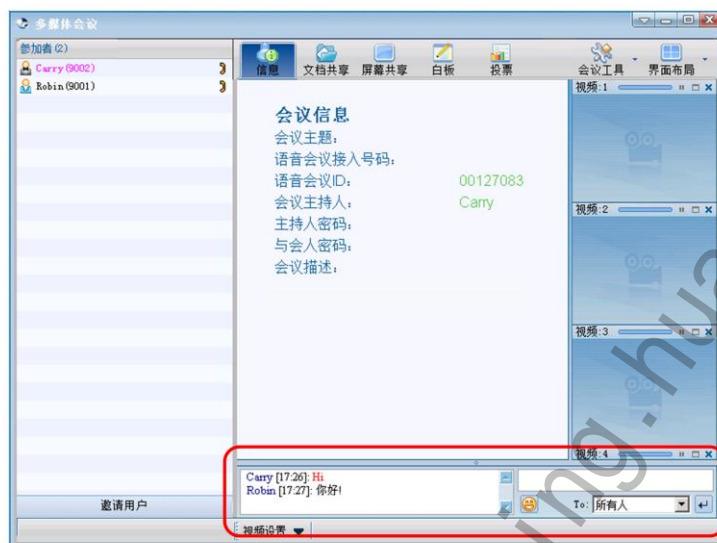 多媒体会议
参加者(2)
Carry(9002)
Robin(9001)
邀请用户
信息 文档共享 屏幕共享 白板 投票 会议工具 界面布局
会议信息
会议主题:
语音会议接入号码:
语音会议ID: 00127083
会议主持人: Carry
主持人密码:
与会人密码:
会议描述:
视频:1
视频:2
视频:3
视频:4
Carry [17:26]: Hi
Robin [17:27]: 你好!
To: 所有人
视频设置
ing.hua